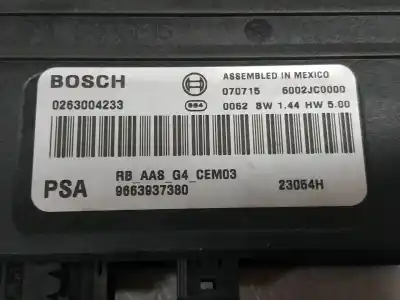 BOSCH
ASSEMBLED IN MEXICO
070715 6002JC0000
0263004233
0062 SW 1.44 HW 5.00
RB_AAS_G4_CEM03
PSA
9663937380
23054H